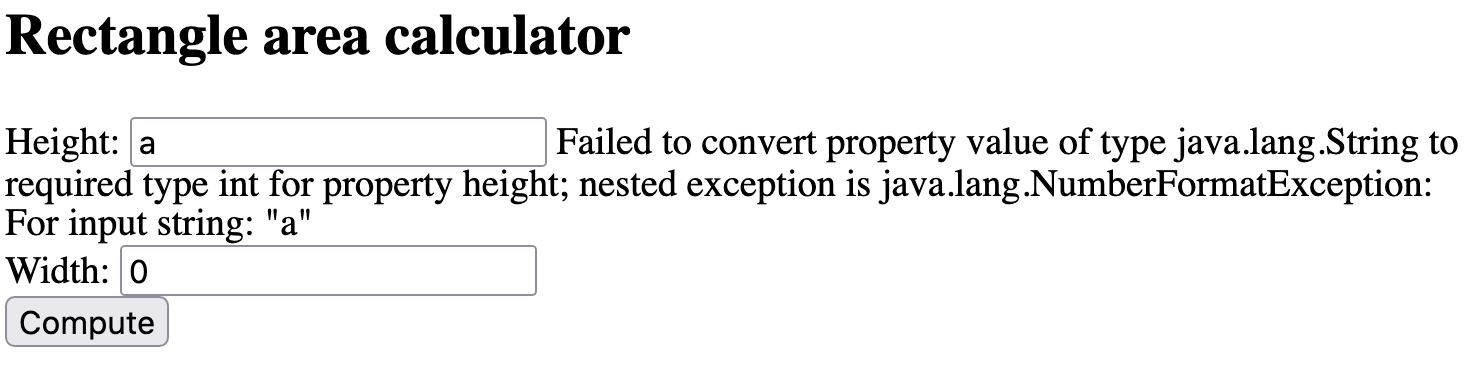 Rectangle area calculator
Height: a Failed to convert property value of type java.lang.String to
required type int for property height; nested exception is java.lang.NumberFormatException:
For input string: "a"
Width: 0
Compute